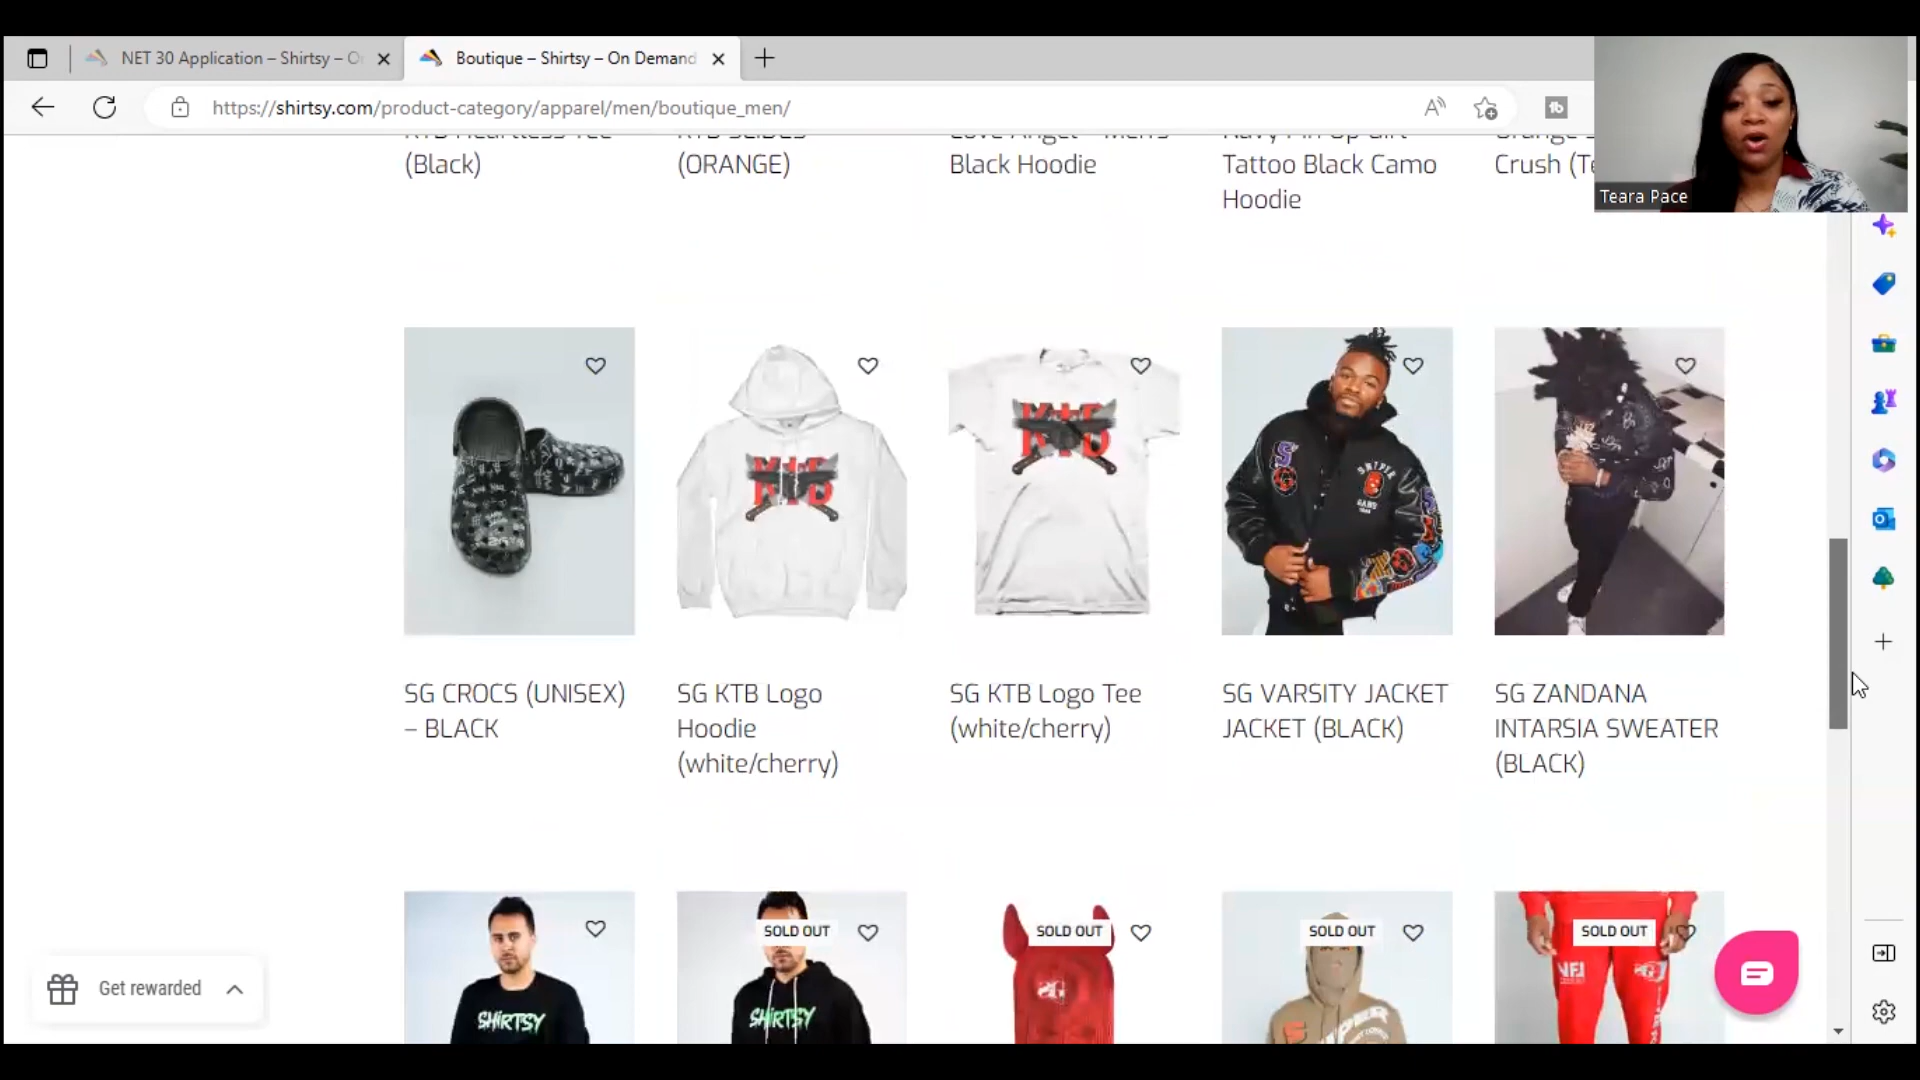 NET 30 Application – Shirtsy – O
Boutique – Shirtsy – On Demand
https://shirtsy.com/product-category/apparel/men/boutique_men/
Teara Pace
(Black)
(ORANGE)
Black Hoodie
Tattoo Black Camo
Hoodie
Crush
SG CROCS (UNISEX)
– BLACK
SG KTB Logo
Hoodie
(white/cherry)
SG KTB Logo Tee
(white/cherry)
SG VARSITY JACKET
JACKET (BLACK)
SG ZANDANA
INTARSIA SWEATER
(BLACK)
SOLD OUT
SOLD OUT
SOLD OUT
SOLD OUT
SHIRTSY
SHIRTSY
NFL
Get rewarded